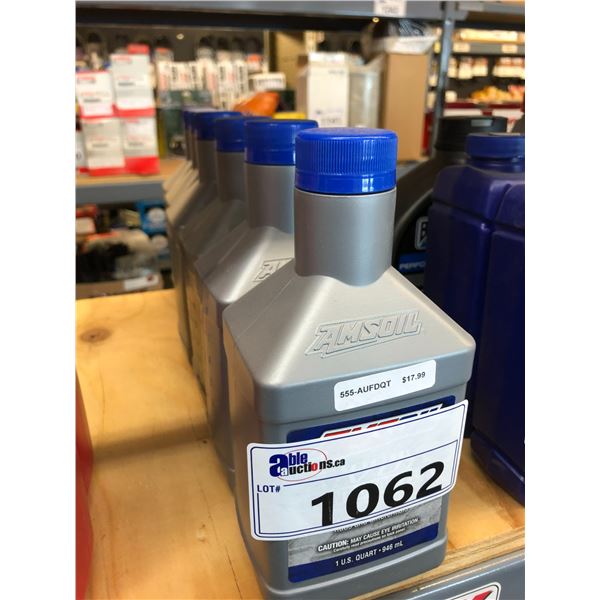 AMSOIL
555-AUFDQT $17.99
able auctions.ca
LOT# 1062
CAUTION: MAY CAUSE EYE IRRITATION
1 U.S. QUART • 946 mL